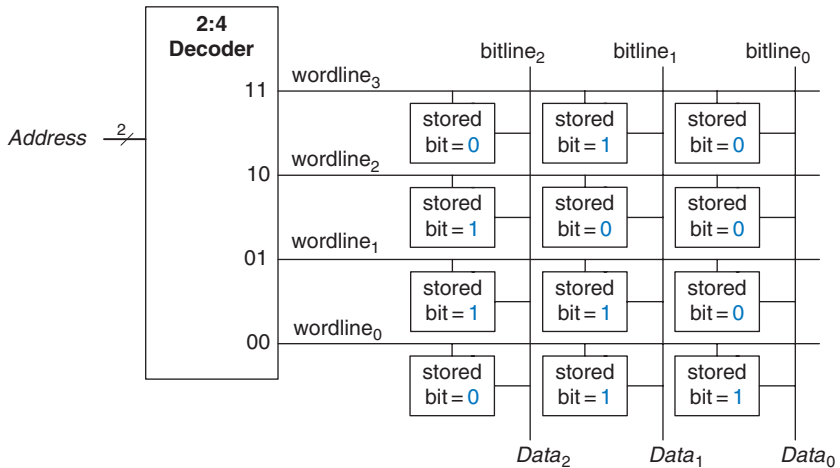 2:4
Decoder
bitline₂ bitline₁ bitline₀
wordline₃
11
stored stored stored
bit = 0 bit = 1 bit = 0
Address 2
wordline₂
10
stored stored stored
bit = 1 bit = 0 bit = 0
wordline₁
01
stored stored stored
bit = 1 bit = 1 bit = 0
wordline₀
00
stored stored stored
bit = 0 bit = 1 bit = 1
Data₂ Data₁ Data₀